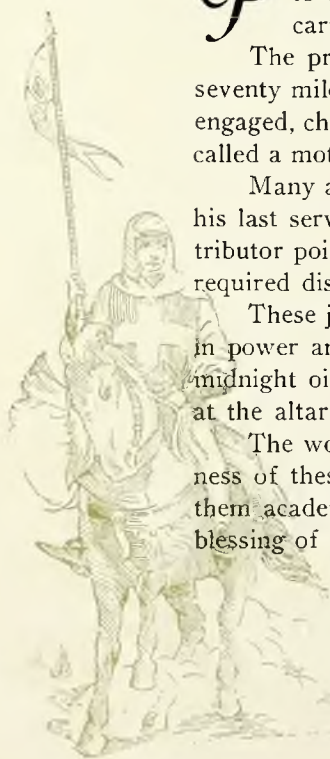 car
The pr
seventy mil
engaged, ch
called a mot
Many a
his last serv
tributor poi
required dis
These j
in power ar
midnight oi
at the altar
The wo
ness of thes
them acade
blessing of